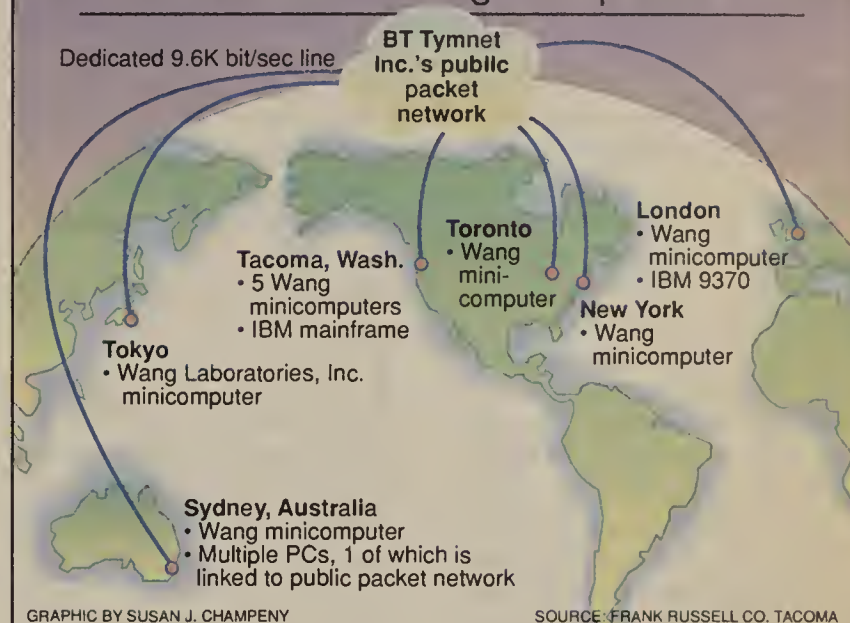 BT Tymnet
Inc.'s public
packet
network
Dedicated 9.6K bit/sec line
Tacoma, Wash.
• 5 Wang
minicomputers
• IBM mainframe
Toronto
• Wang
mini-
computer
London
• Wang
minicomputer
• IBM 9370
New York
• Wang
minicomputer
Tokyo
• Wang Laboratories, Inc.
minicomputer
Sydney, Australia
• Wang minicomputer
• Multiple PCs, 1 of which is
linked to public packet network
GRAPHIC BY SUSAN J. CHAMPENY
SOURCE: FRANK RUSSELL CO. TACOMA